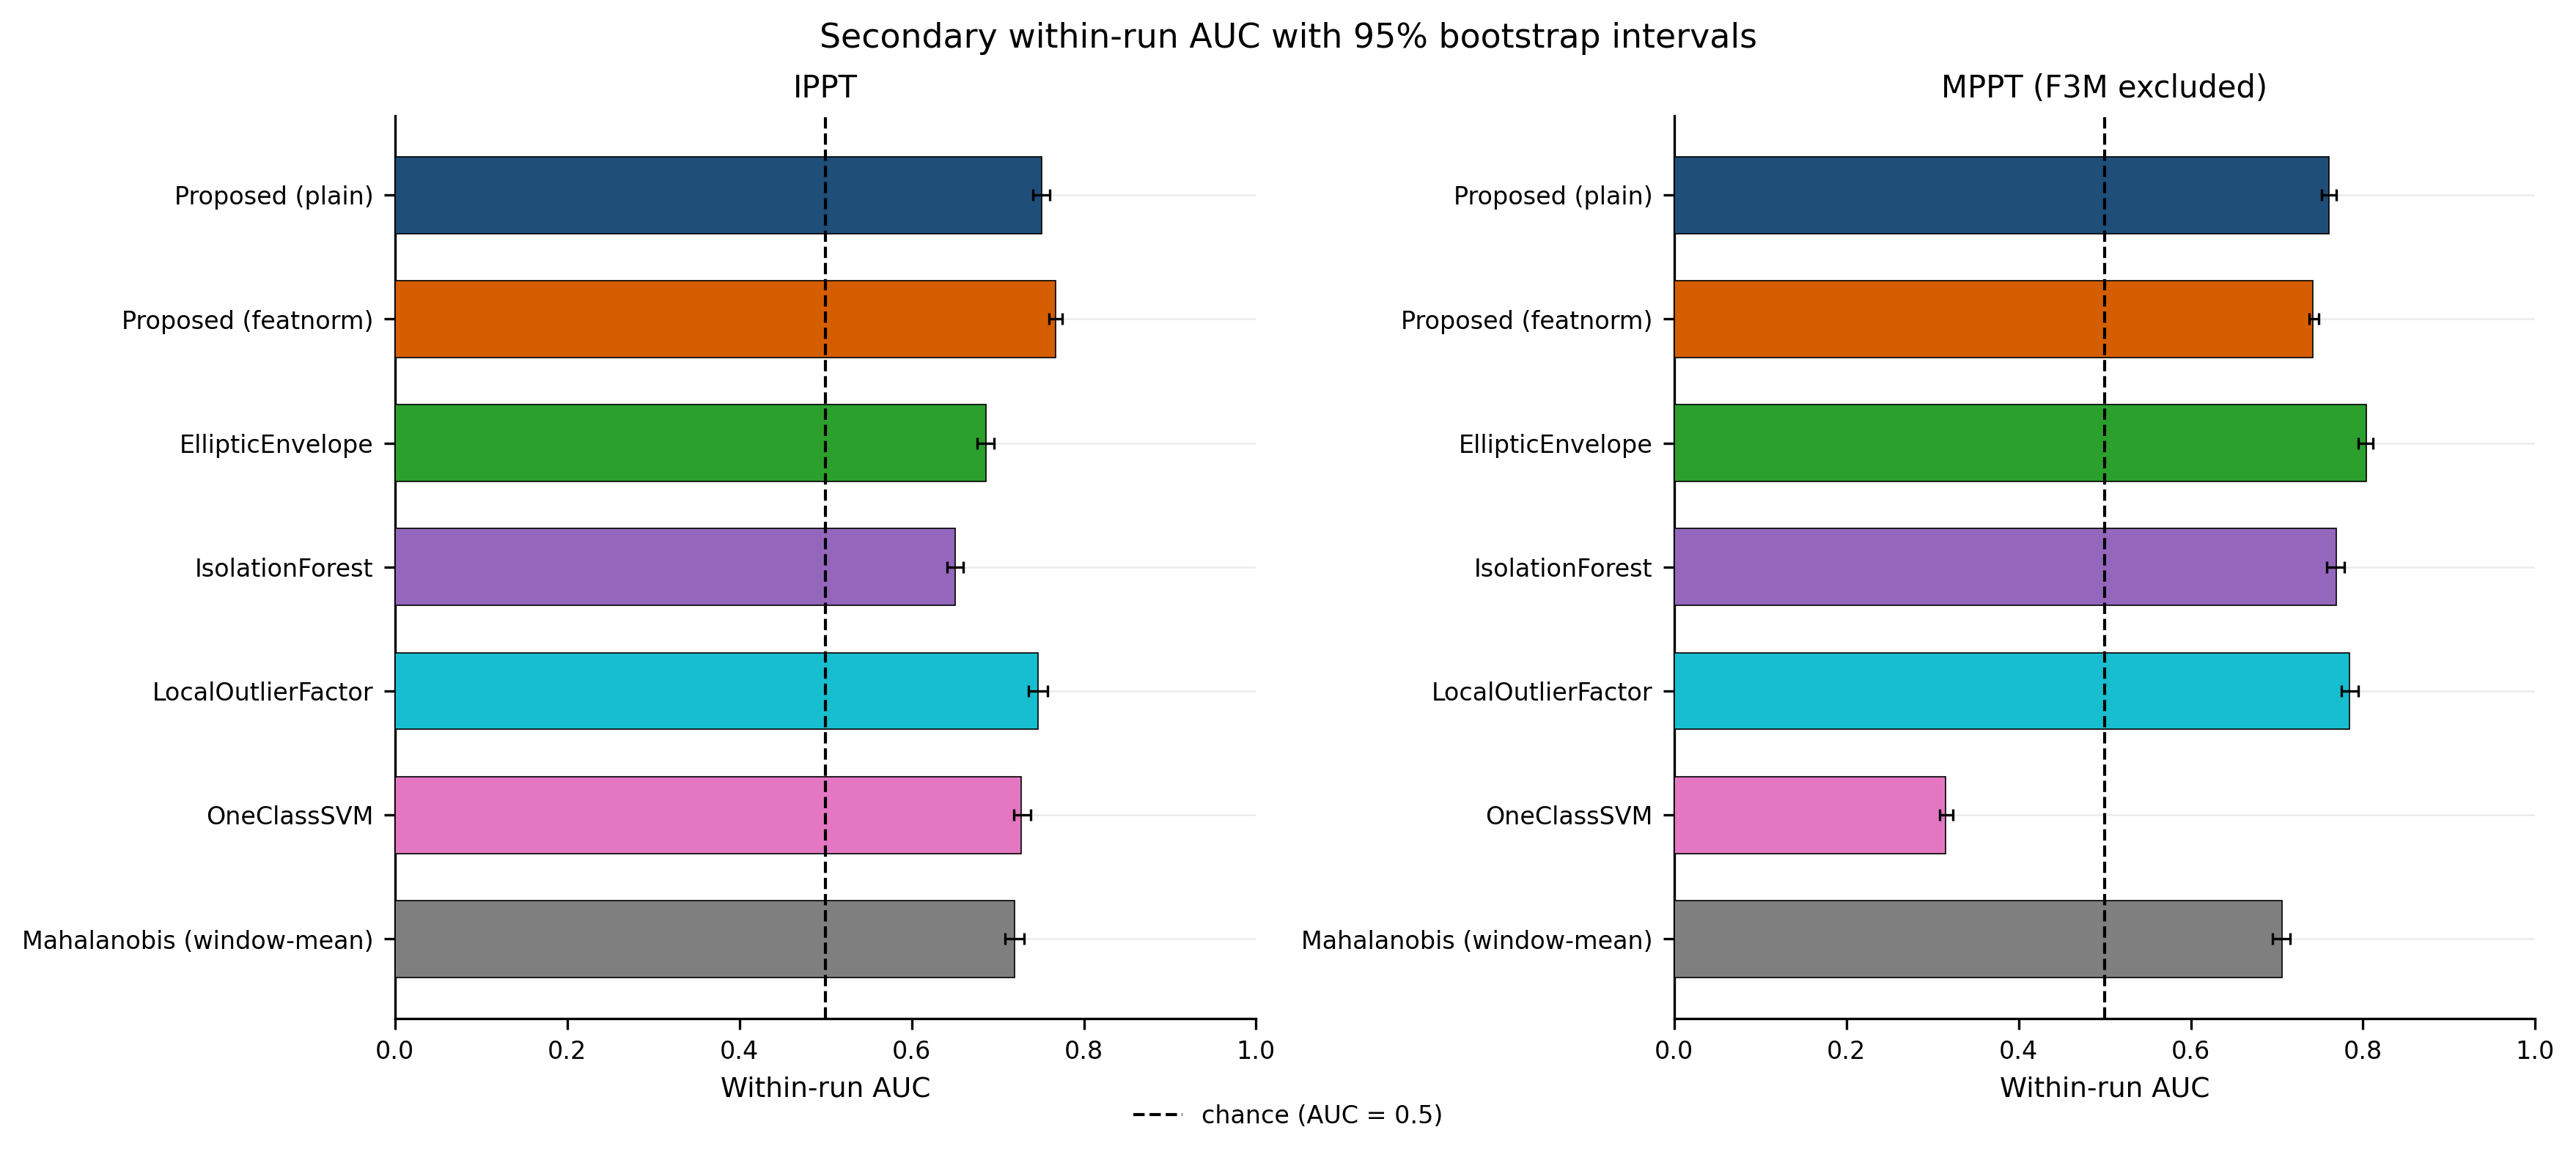 Secondary within-run AUC with 95% bootstrap intervals
IPPT
Proposed (plain)
Proposed (featnorm)
EllipticEnvelope
IsolationForest
LocalOutlierFactor
OneClassSVM
Mahalanobis (window-mean)
0.0 0.2 0.4 0.6 0.8 1.0
Within-run AUC
MPPT (F3M excluded)
Proposed (plain)
Proposed (featnorm)
EllipticEnvelope
IsolationForest
LocalOutlierFactor
OneClassSVM
Mahalanobis (window-mean)
0.0 0.2 0.4 0.6 0.8 1.0
Within-run AUC
chance (AUC = 0.5)